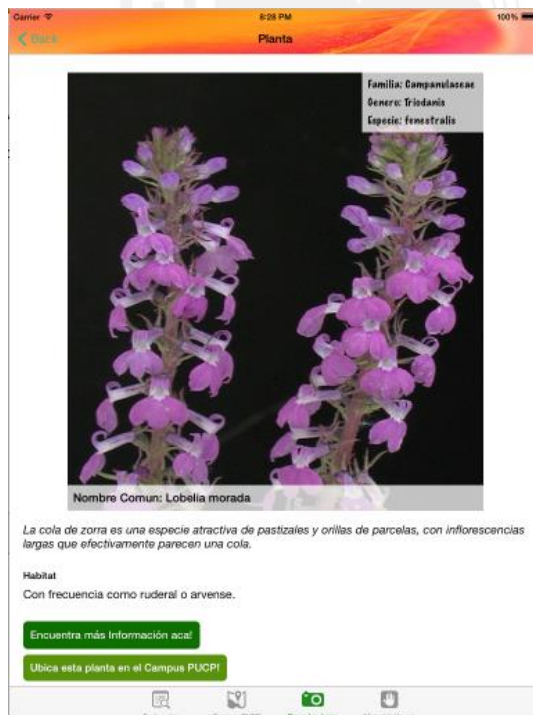 Carrier
8:28 PM
100%
Back
Planta
Familia: Campanulaceae
Genero: Triodanis
Especie: fenestralis
Nombre Comun: Lobelia morada
La cola de zorra es una especie atractiva de pastizales y orillas de parcelas, con inflorescencias
largas que efectivamente parecen una cola.
Habitat
Con frecuencia como ruderal o arvense.
Encuentra más Información aca!
Ubica esta planta en el Campus PUCP!